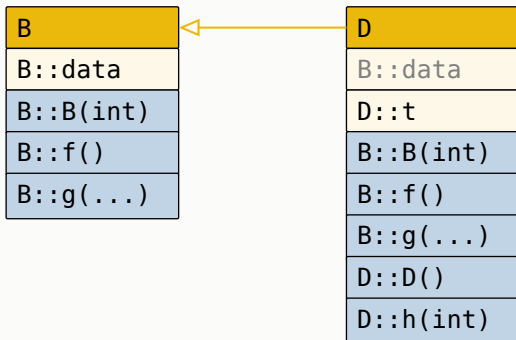 B
B::data
B::B(int)
B::f()
B::g(...)
D
B::data
D::t
B::B(int)
B::f()
B::g(...)
D::D()
D::h(int)